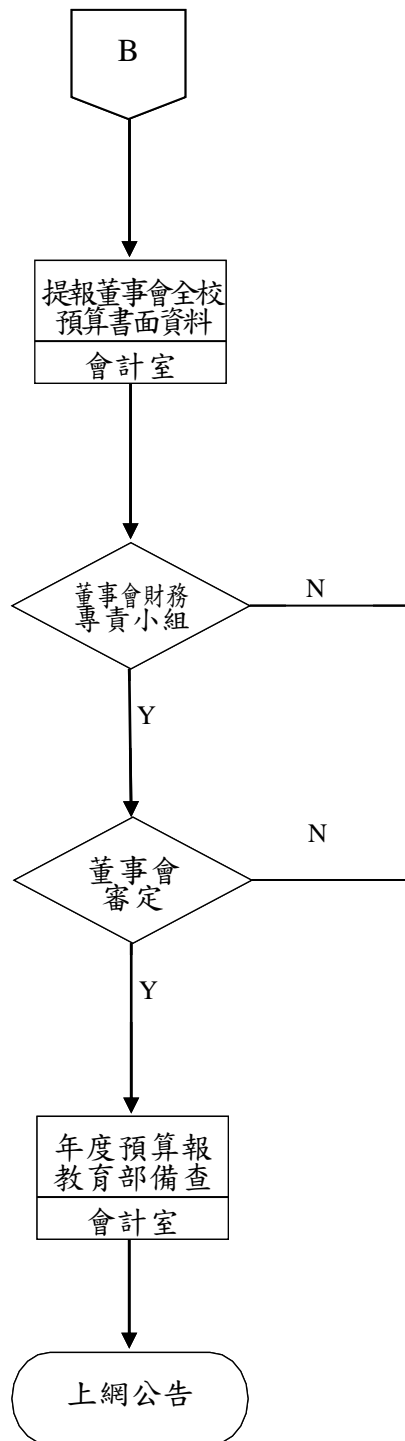 B
提報董事會全校
預算書面資料
會計室
董事會財務
專責小組
N
Y
董事會
審定
N
Y
年度預算報
教育部備查
會計室
上網公告